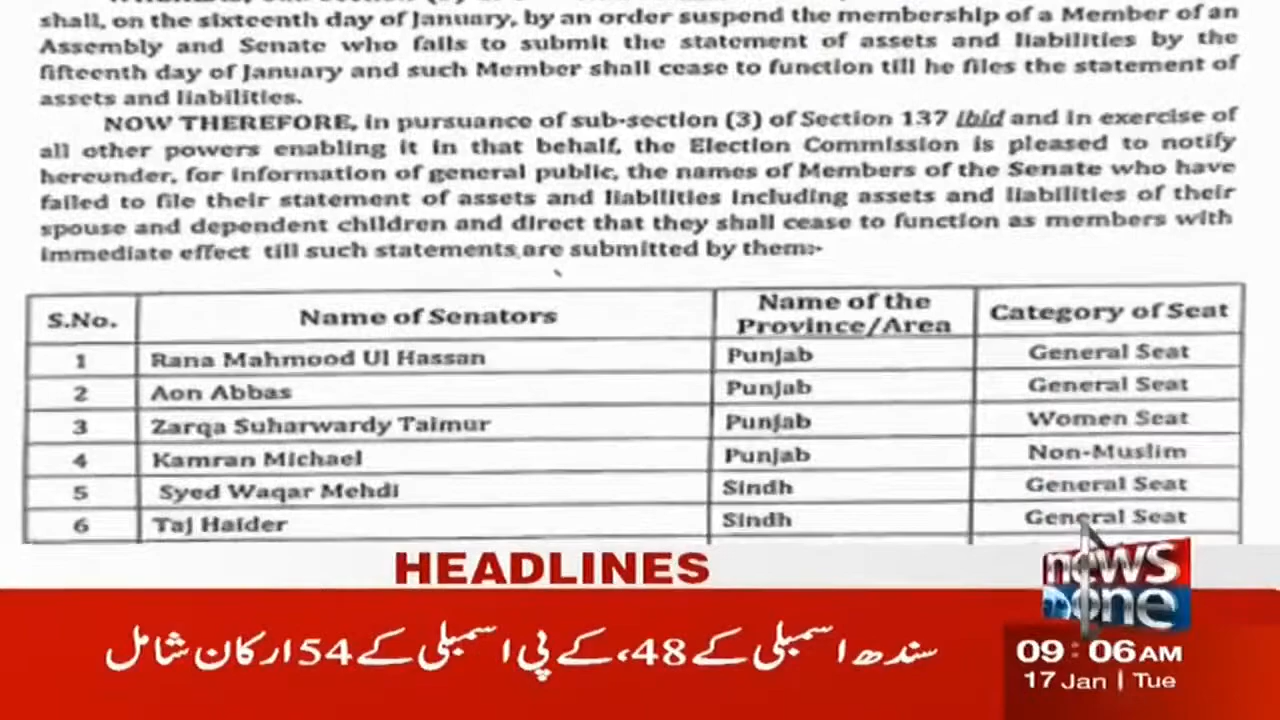 shall, on the sixteenth day of January, by an order suspend the membership of a Member of an
Assembly and Senate who fails to submit the statement of assets and liabilities by the
fifteenth day of January and such Member shall cease to function till he files the statement of
assets and liabilities.
NOW THEREFORE, in pursuance of sub-section (3) of Section 137 ibid and in exercise of
all other powers enabling it in that behalf, the Election Commission is pleased to notify
hereunder, for information of general public, the names of Members of the Senate who have
failed to file their statement of assets and liabilities including assets and liabilities of their
spouse and dependent children and direct that they shall cease to function as members with
immediate effect till such statements are submitted by them:-
S.No. Name of Senators Name of the Province/Area Category of Seat
1 Rana Mahmood Ul Hassan Punjab General Seat
2 Aon Abbas Punjab General Seat
3 Zarqa Suharwardy Taimur Punjab Women Seat
4 Kamran Michael Punjab Non-Muslim
5 Syed Waqar Mehdi Sindh General Seat
6 Taj Haider Sindh General Seat
HEADLINES
news one
سندھ اسمبلی کے 48، کے پی اسمبلی کے 54 ارکان شامل
09:06AM
17 Jan | Tue